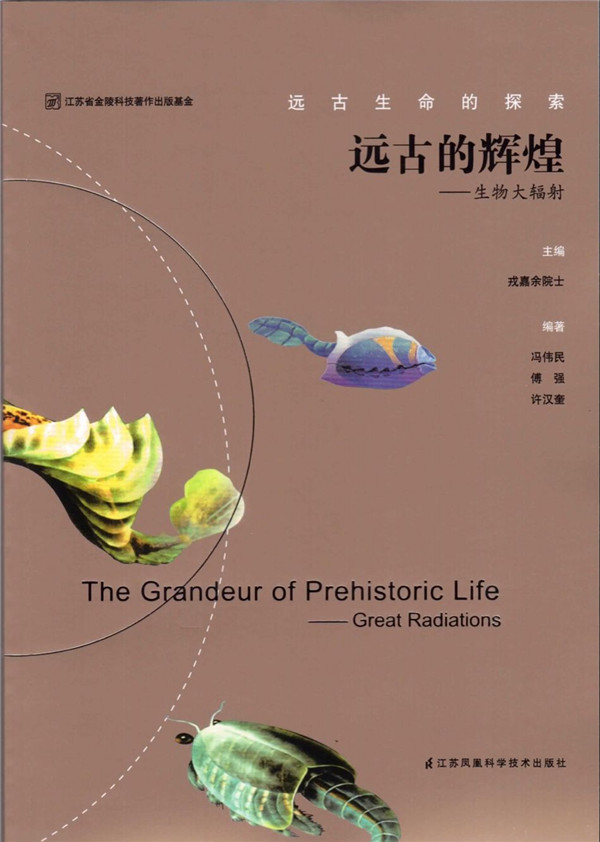 江苏省金陵科技著作出版基金
远古生命的探索
远古的辉煌
——生物大辐射
主编
戎嘉余院士
编著
冯伟民
傅 强
许汉奎
The Grandeur of Prehistoric Life
—— Great Radiations
江苏凤凰科学技术出版社